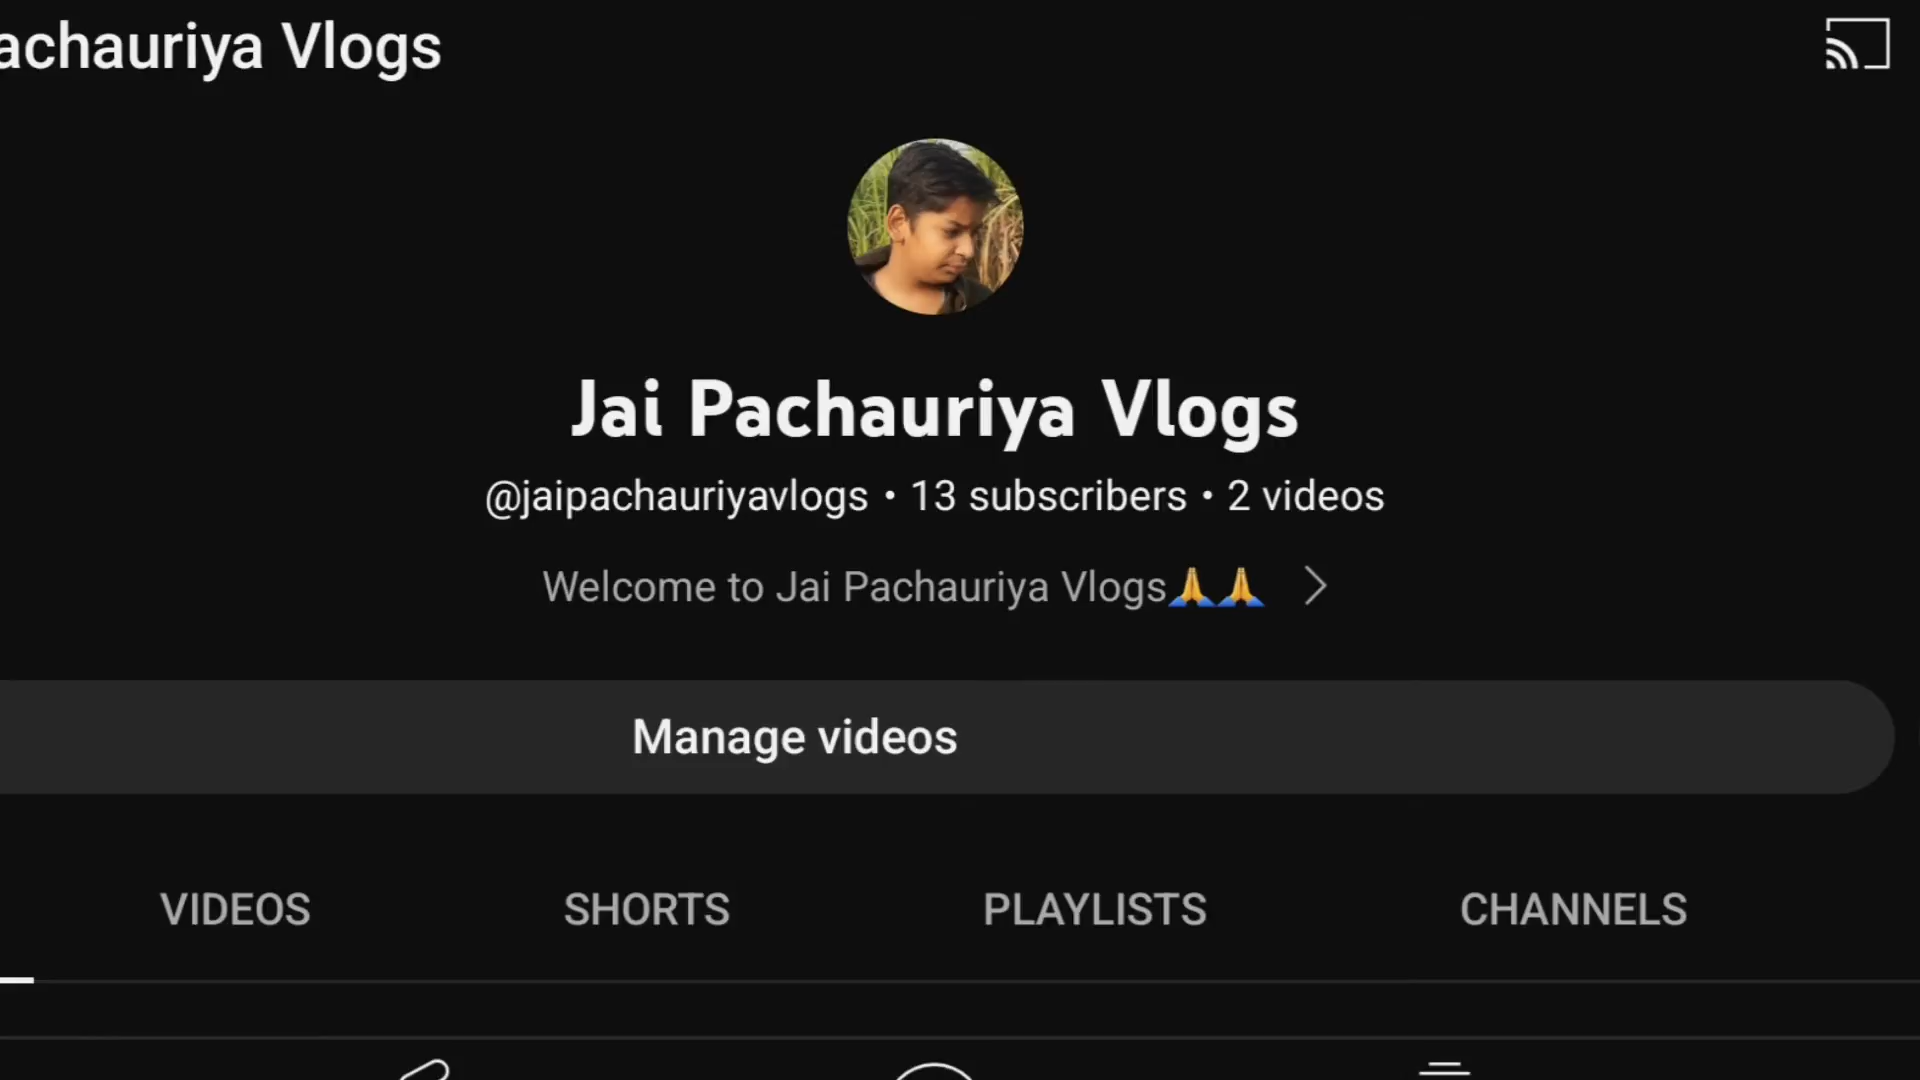 achauriya Vlogs
Jai Pachauriya Vlogs
@jaipachauriyavlogs • 13 subscribers • 2 videos
Welcome to Jai Pachauriya Vlogs🙏🙏
Manage videos
VIDEOS SHORTS PLAYLISTS CHANNELS